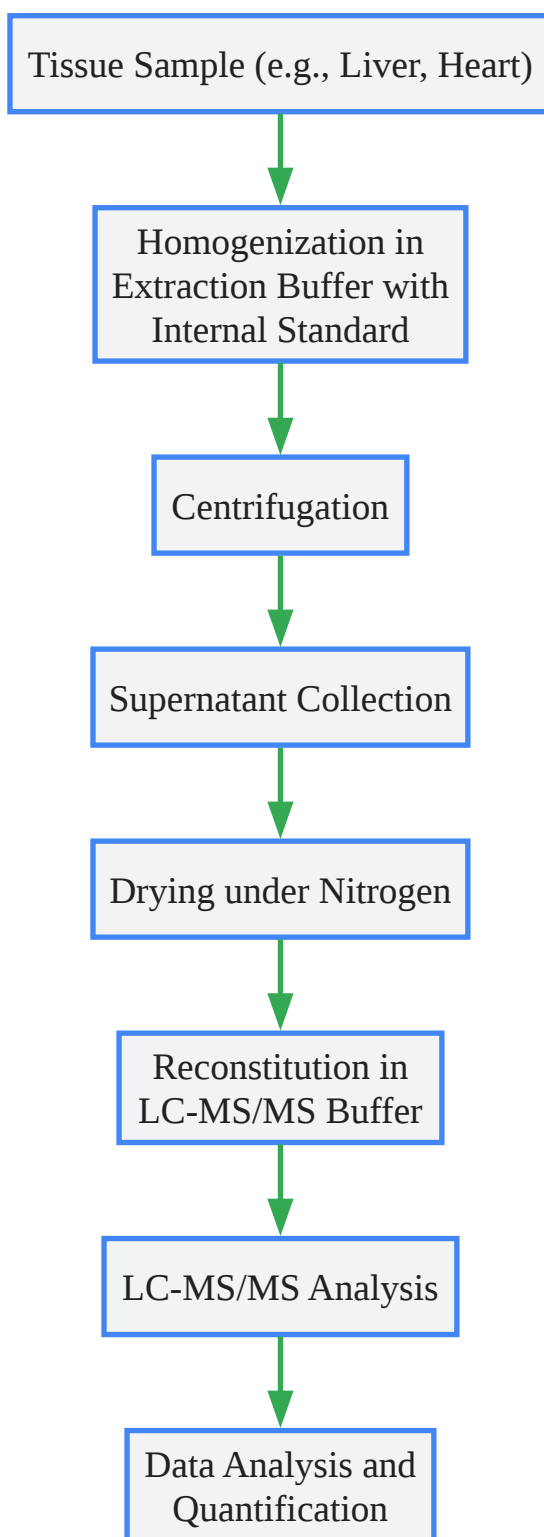 Tissue Sample (e.g., Liver, Heart)
Homogenization in
Extraction Buffer with
Internal Standard
Centrifugation
Supernatant Collection
Drying under Nitrogen
Reconstitution in
LC-MS/MS Buffer
LC-MS/MS Analysis
Data Analysis and
Quantification